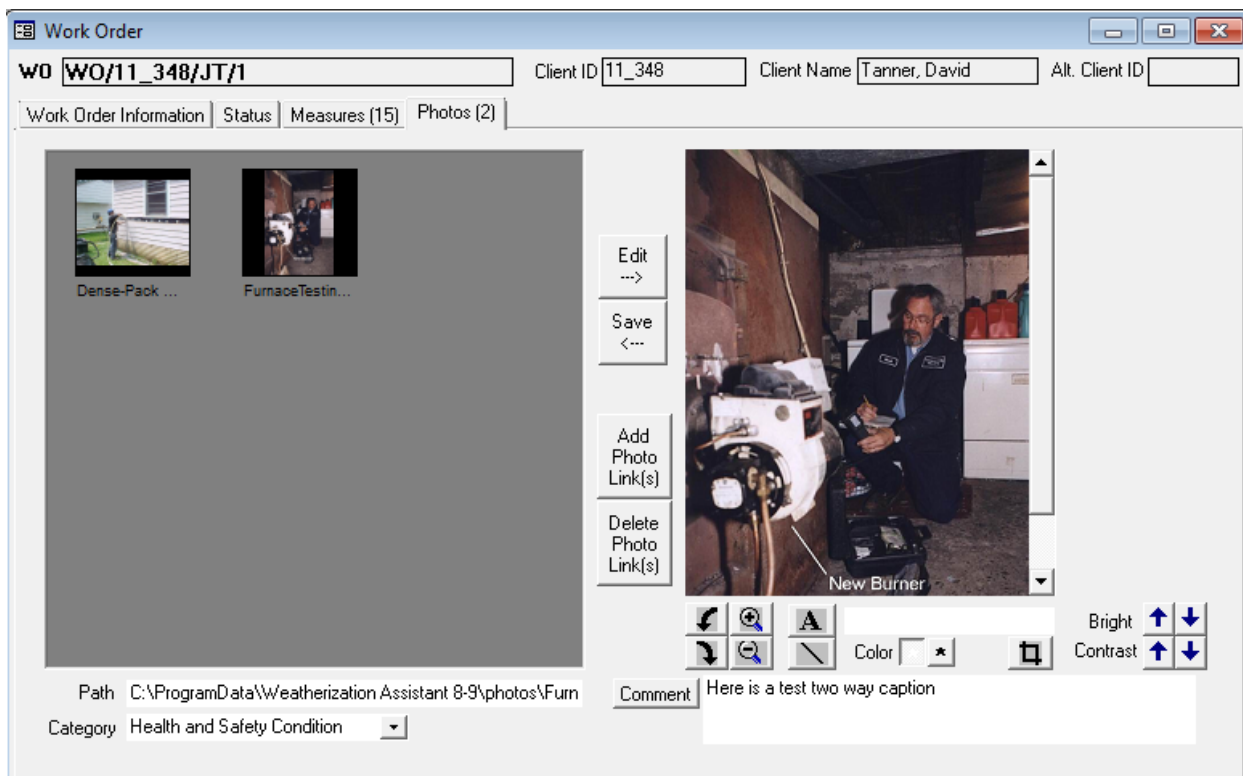 Work Order
WO WO/11_348/JT/1 Client ID 11_348 Client Name Tanner, David Alt. Client ID
Work Order Information Status Measures (15) Photos (2)
Dense-Pack ... FurnaceTestin...
Edit
--->
Save
<---
Add
Photo
Link(s)
Delete
Photo
Link(s)
New Burner
A
Bright
Color Contrast
Path C:\ProgramData\Weatherization Assistant 8-9\photos\Furn
Comment Here is a test two way caption
Category Health and Safety Condition